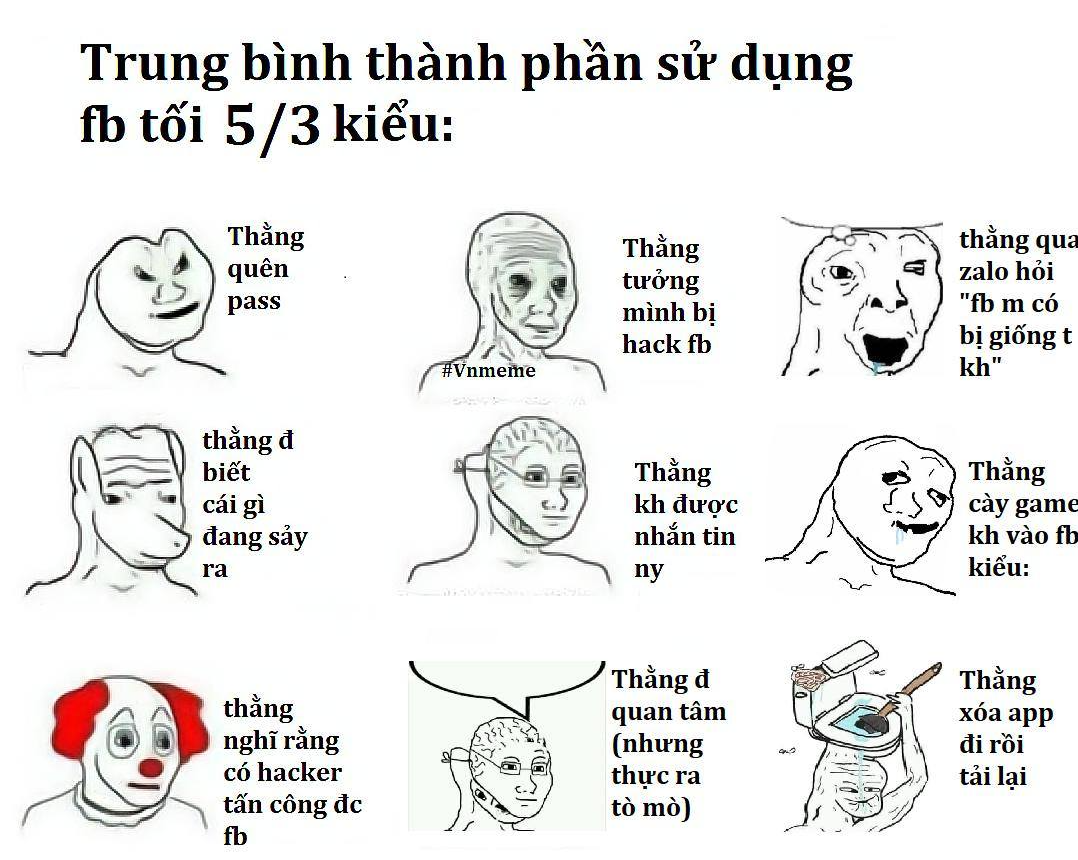 Trung bình thành phần sử dụng
fb tối 5/3 kiểu:
Thằng
quên
pass
Thằng
tưởng
mình bị
hack fb
#Vnmeme
thằng qua
zalo hỏi
"fb m có
bị giống t
kh"
thằng đ
biết
cái gì
đang sảy
ra
Thằng
kh được
nhắn tin
ny
Thằng
cày game
kh vào fb
kiểu:
thằng
nghĩ rằng
có hacker
tấn công đc
fb
Thằng đ
quan tâm
(nhưng
thực ra
tò mò)
Thằng
xóa app
đi rồi
tải lại